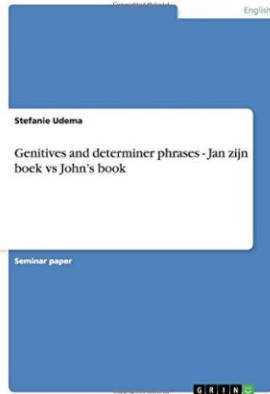 English
Stefanie Udema
Genitives and determiner phrases - Jan zijn
boek vs John's book
Seminar paper
G R I N